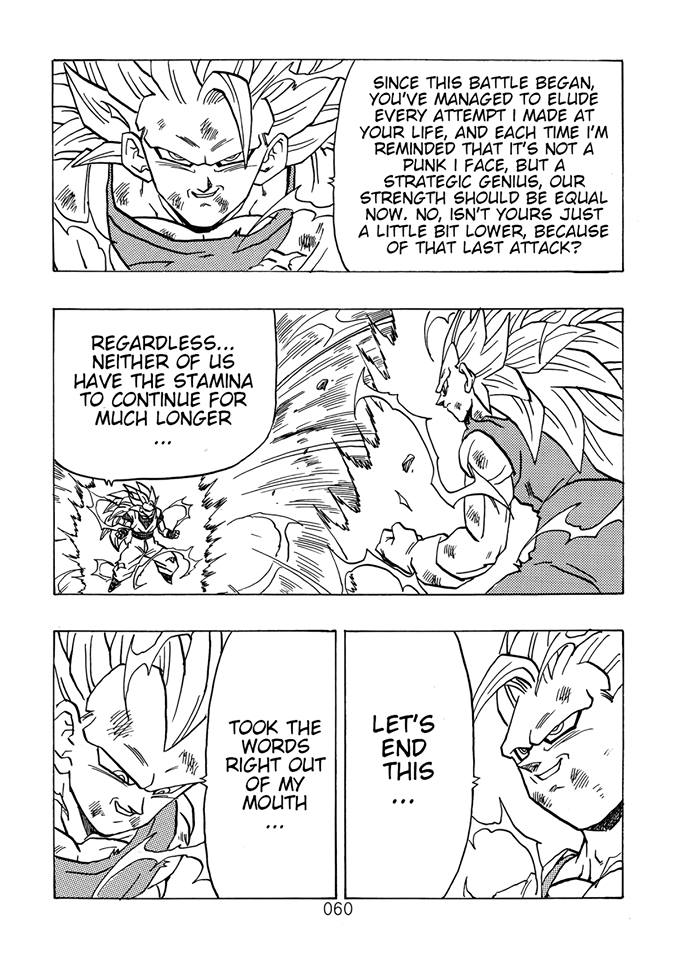 SINCE THIS BATTLE BEGAN,
YOU'VE MANAGED TO ELUDE
EVERY ATTEMPT I MADE AT
YOUR LIFE, AND EACH TIME I'M
REMINDED THAT IT'S NOT A
PUNK I FACE, BUT A
STRATEGIC GENIUS, OUR
STRENGTH SHOULD BE EQUAL
NOW. NO, ISN'T YOURS JUST
A LITTLE BIT LOWER, BECAUSE
OF THAT LAST ATTACK?
REGARDLESS...
NEITHER OF US
HAVE THE STAMINA
TO CONTINUE FOR
MUCH LONGER
...
LET'S
END
THIS
...
TOOK THE
WORDS
RIGHT OUT
OF MY
MOUTH
...
060